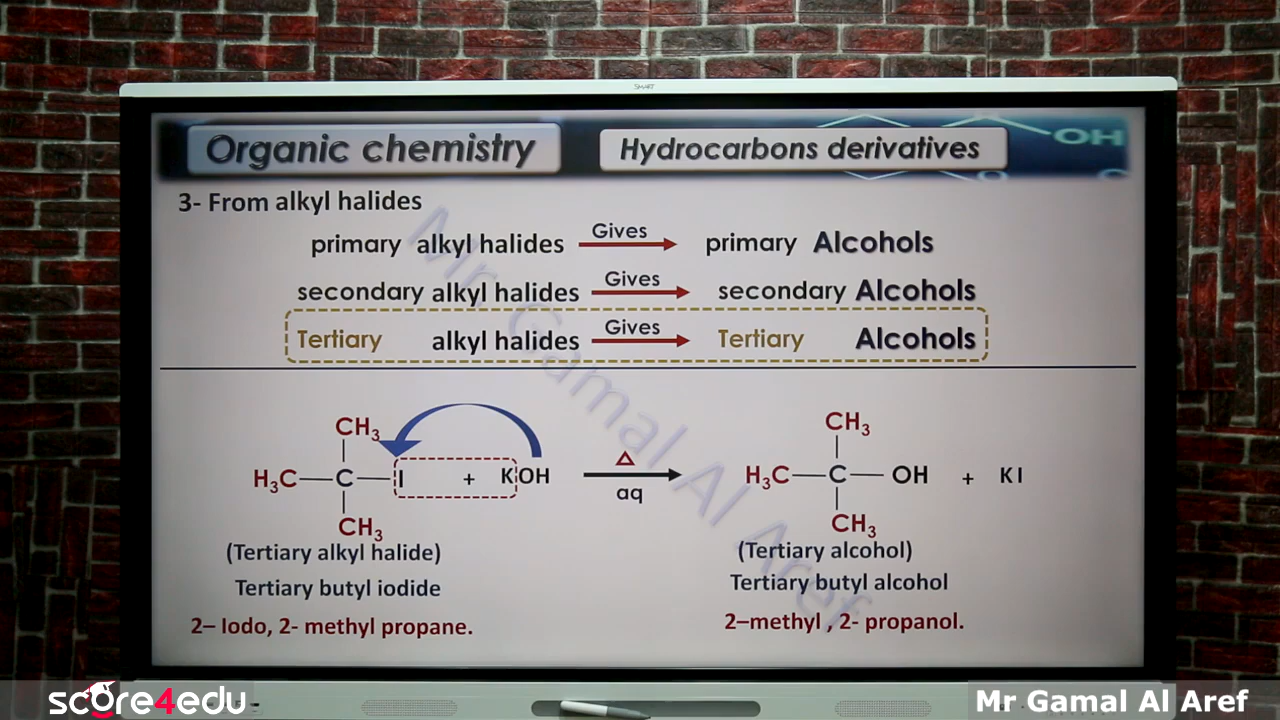 SMART
Organic chemistry
Hydrocarbons derivatives
OH
O
3- From alkyl halides
primary alkyl halides Gives primary Alcohols
secondary alkyl halides Gives secondary Alcohols
Tertiary alkyl halides Gives Tertiary Alcohols
CH3 CH3
H3C C I + KOH Δ aq H3C C OH + KI
CH3 CH3
(Tertiary alkyl halide) (Tertiary alcohol)
Tertiary butyl iodide Tertiary butyl alcohol
2– Iodo, 2- methyl propane. 2–methyl , 2- propanol.
Mr. Gamal Al Aref
score4edu
Mr Gamal Al Aref